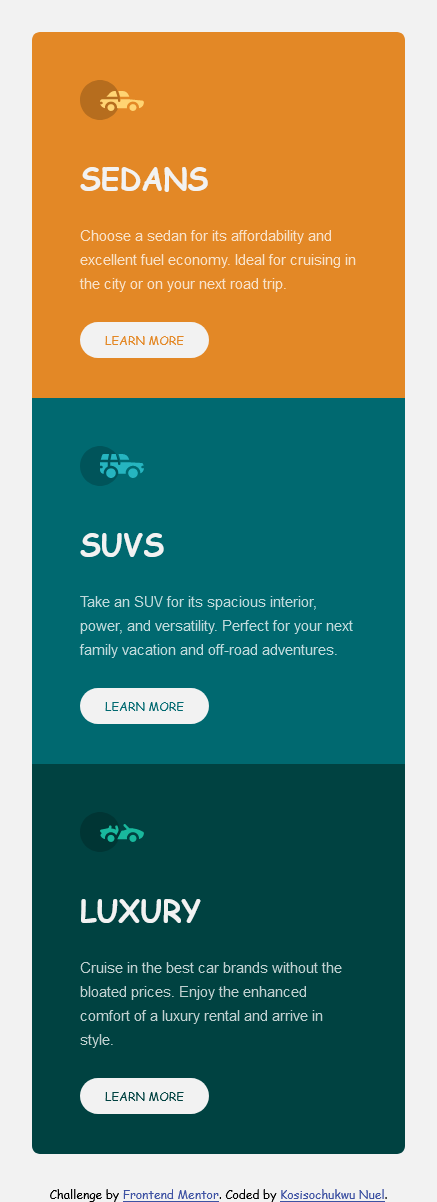 SEDANS
Choose a sedan for its affordability and
excellent fuel economy. Ideal for cruising in
the city or on your next road trip.
LEARN MORE
SUVS
Take an SUV for its spacious interior,
power, and versatility. Perfect for your next
family vacation and off-road adventures.
LEARN MORE
LUXURY
Cruise in the best car brands without the
bloated prices. Enjoy the enhanced
comfort of a luxury rental and arrive in
style.
LEARN MORE
Challenge by Frontend Mentor. Coded by Kosisochukwu Nuel.